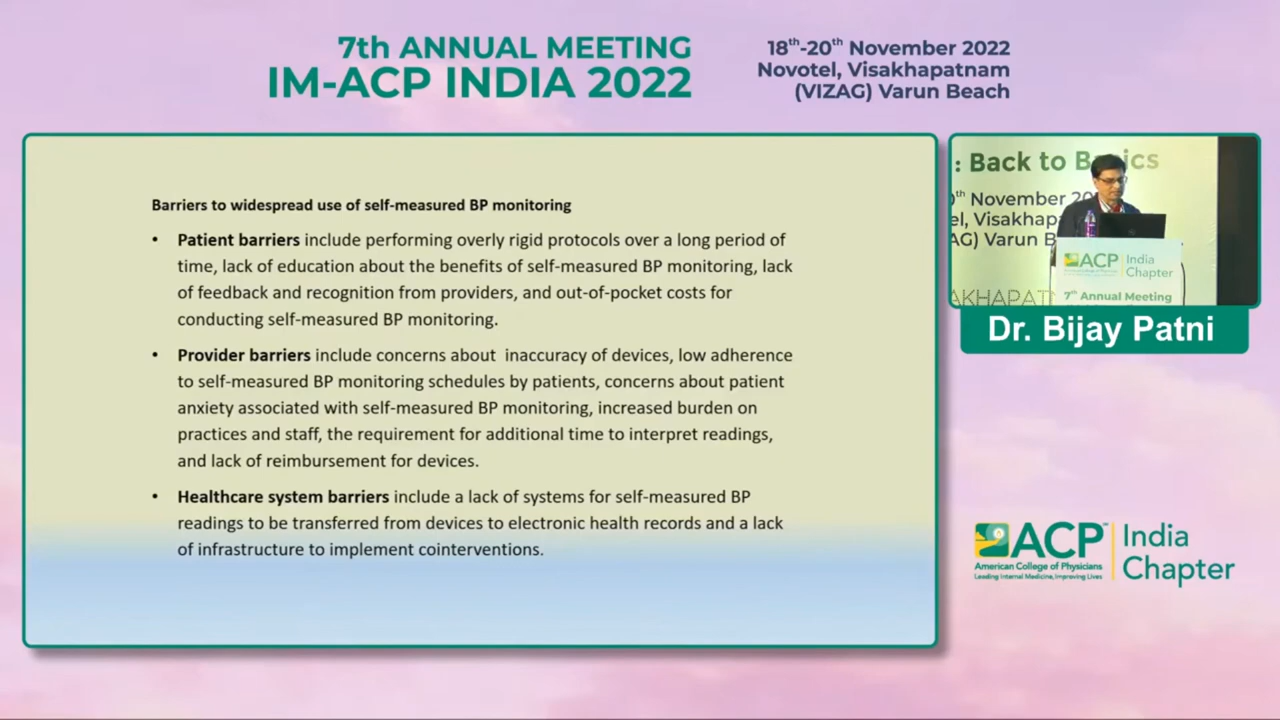 7th ANNUAL MEETING
IM-ACP INDIA 2022
18th-20th November 2022
Novotel, Visakhapatnam
(VIZAG) Varun Beach
Barriers to widespread use of self-measured BP monitoring
• Patient barriers include performing overly rigid protocols over a long period of
time, lack of education about the benefits of self-measured BP monitoring, lack
of feedback and recognition from providers, and out-of-pocket costs for
conducting self-measured BP monitoring.
• Provider barriers include concerns about inaccuracy of devices, low adherence
to self-measured BP monitoring schedules by patients, concerns about patient
anxiety associated with self-measured BP monitoring, increased burden on
practices and staff, the requirement for additional time to interpret readings,
and lack of reimbursement for devices.
• Healthcare system barriers include a lack of systems for self-measured BP
readings to be transferred from devices to electronic health records and a lack
of infrastructure to implement cointerventions.
: Back to B ics
th November 20
el, Visakhapa
AG) Varun B
ACP India
Chapter
AKHAPAT
7th Annual Meeting
Dr. Bijay Patni
ACP™ India
Chapter
American College of Physicians
Leading Internal Medicine, Improving Lives